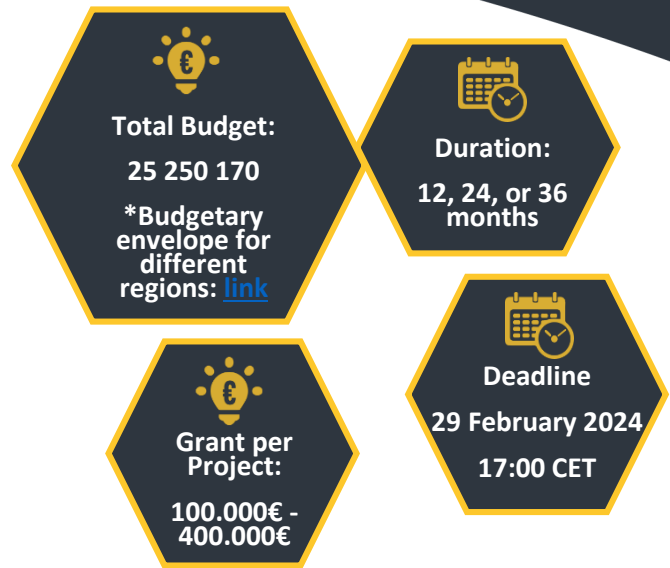 Total Budget:
25 250 170
*Budgetary
envelope for
different
regions: link
Duration:
12, 24, or 36
months
Grant per
Project:
100.000€ -
400.000€
Deadline
29 February 2024
17:00 CET